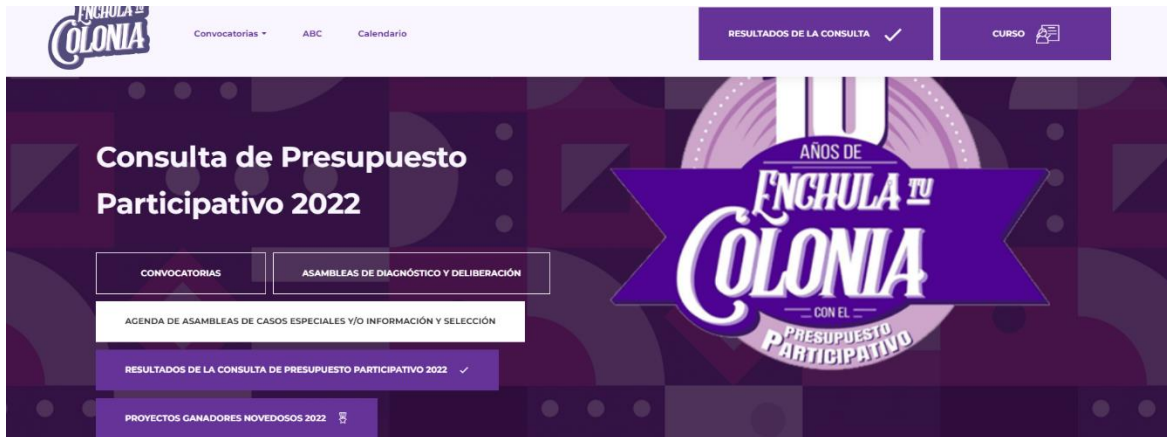 ENCHULA TU
COLONIA
Convocatorias
ABC
Calendario
RESULTADOS DE LA CONSULTA
CURSO
Consulta de Presupuesto
Participativo 2022
CONVOCATORIAS
ASAMBLEAS DE DIAGNÓSTICO Y DELIBERACIÓN
AGENDA DE ASAMBLEAS DE CASOS ESPECIALES Y/O INFORMACIÓN Y SELECCIÓN
RESULTADOS DE LA CONSULTA DE PRESUPUESTO PARTICIPATIVO 2022
PROYECTOS GANADORES NOVEDOSOS 2022
10
AÑOS DE
ENCHULA TU
COLONIA
CON EL
PRESUPUESTO
PARTICIPATIVO